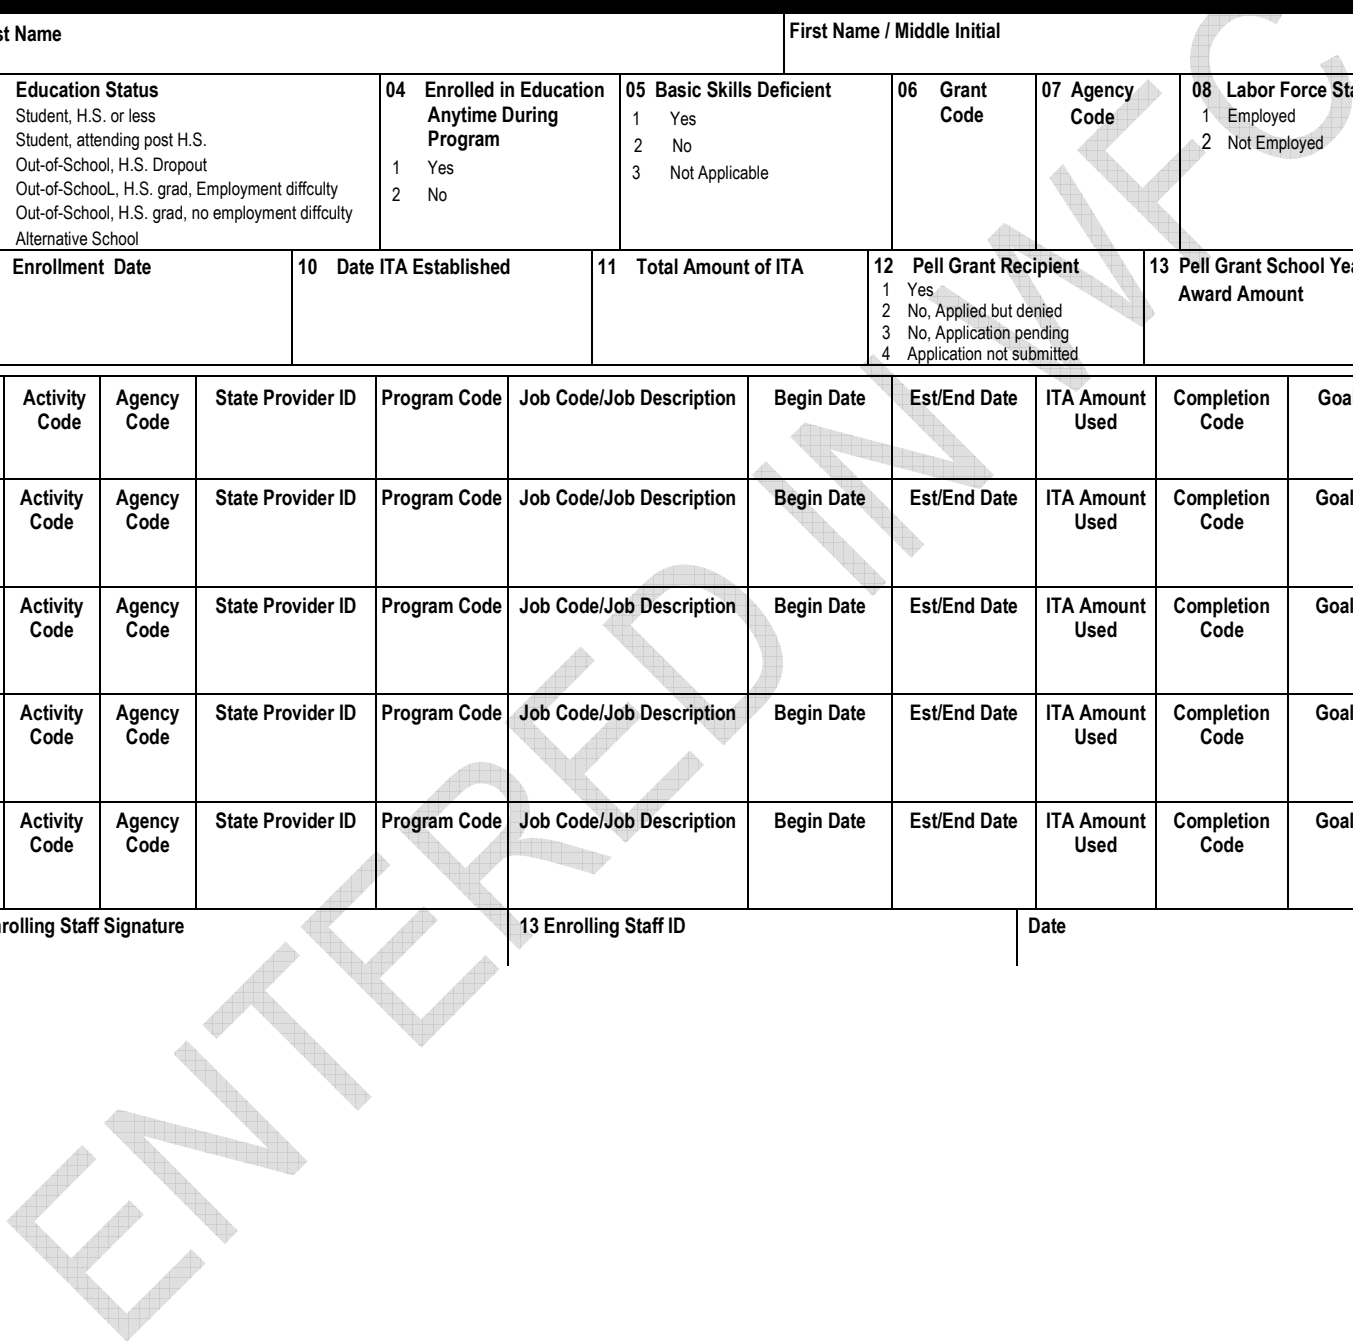 st Name First Name / Middle Initial
Education Status
Student, H.S. or less
Student, attending post H.S.
Out-of-School, H.S. Dropout
Out-of-SchooL, H.S. grad, Employment diffculty
Out-of-School, H.S. grad, no employment diffculty
Alternative School
04 Enrolled in Education
Anytime During
Program
1 Yes
2 No
05 Basic Skills Deficient
1 Yes
2 No
3 Not Applicable
06 Grant
Code
07 Agency
Code
08 Labor Force Sta
1 Employed
2 Not Employed
Enrollment Date
10 Date ITA Established
11 Total Amount of ITA
12 Pell Grant Recipient
1 Yes
2 No, Applied but denied
3 No, Application pending
4 Application not submitted
13 Pell Grant School Yea
Award Amount
Activity Agency State Provider ID Program Code Job Code/Job Description Begin Date Est/End Date ITA Amount Completion Goal
Code Code Used Code
Activity Agency State Provider ID Program Code Job Code/Job Description Begin Date Est/End Date ITA Amount Completion Goal
Code Code Used Code
Activity Agency State Provider ID Program Code Job Code/Job Description Begin Date Est/End Date ITA Amount Completion Goal
Code Code Used Code
Activity Agency State Provider ID Program Code Job Code/Job Description Begin Date Est/End Date ITA Amount Completion Goal
Code Code Used Code
Activity Agency State Provider ID Program Code Job Code/Job Description Begin Date Est/End Date ITA Amount Completion Goal
Code Code Used Code
rolling Staff Signature 13 Enrolling Staff ID Date
ENTERED IN WFC